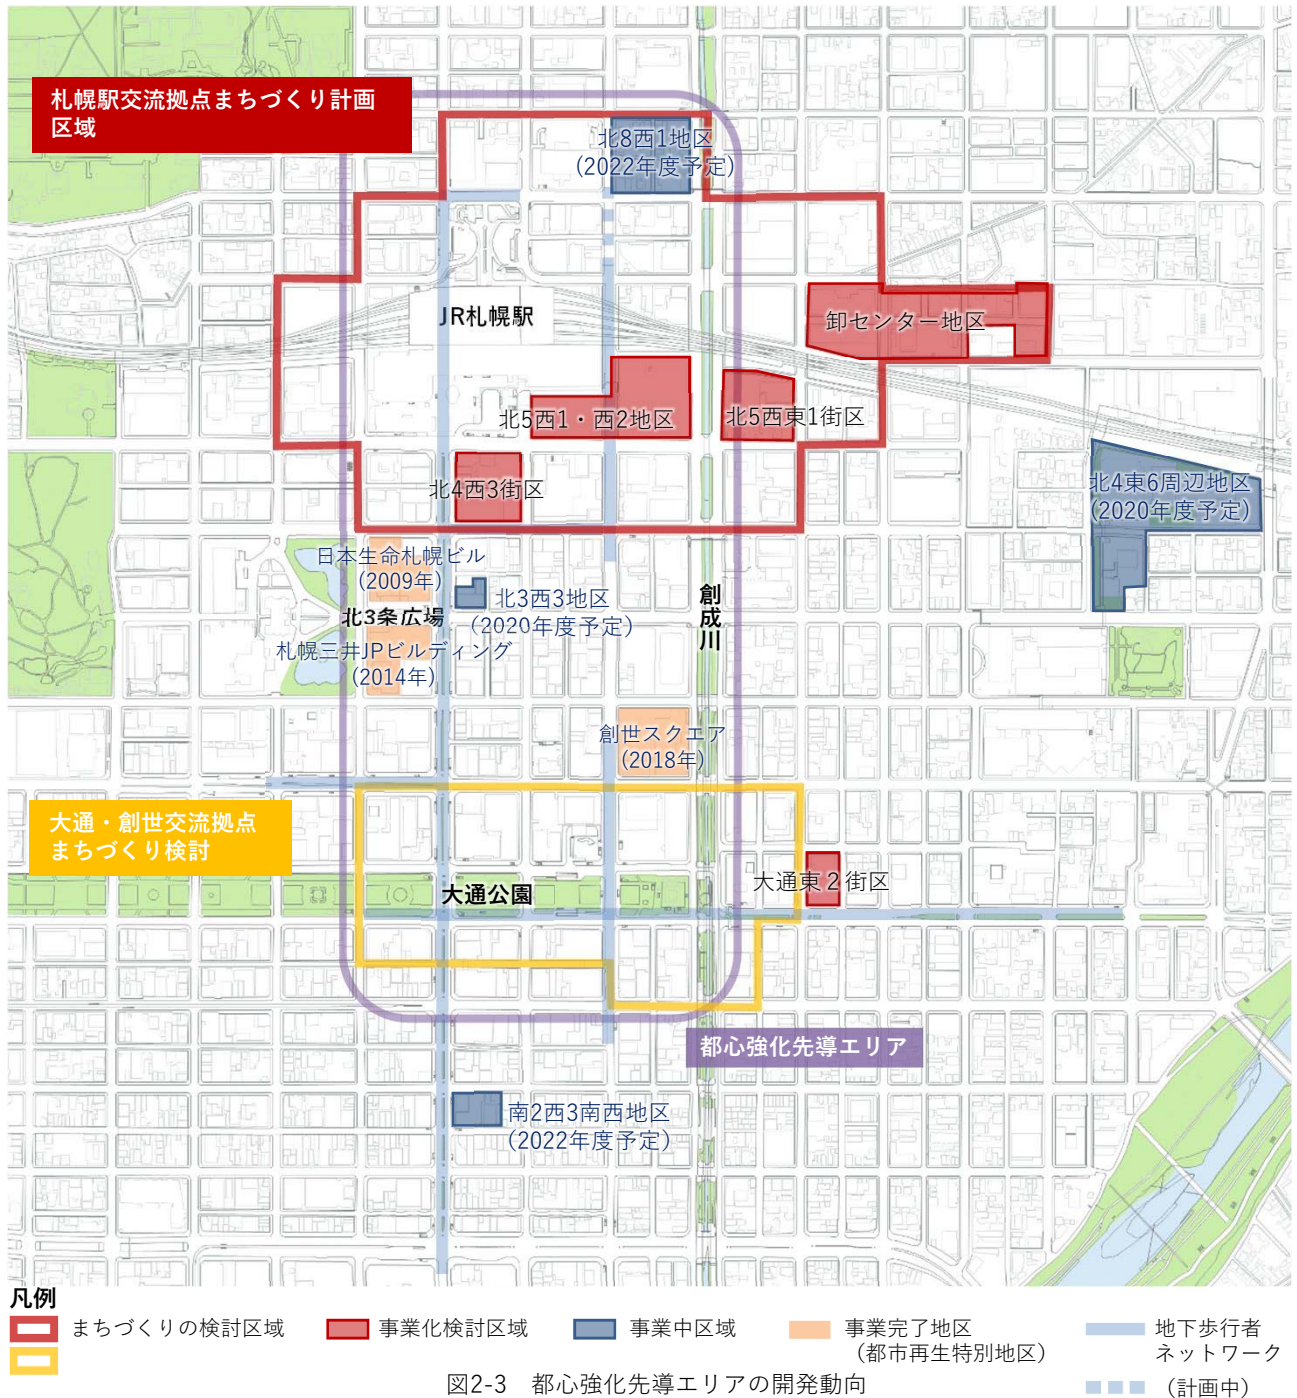 札幌駅交流拠点まちづくり計画
区域
北8西1地区
(2022年度予定)
JR札幌駅
卸センター地区
北5西1・西2地区
北5西東1街区
北4西3街区
北4東6周辺地区
(2020年度予定)
日本生命札幌ビル
(2009年)
北3西3地区
(2020年度予定)
北3条広場
創成川
札幌三井JPビルディング
(2014年)
創世スクエア
(2018年)
大通・創世交流拠点
まちづくり検討
大通東2街区
大通公園
都心強化先導エリア
南2西3南西地区
(2022年度予定)
凡例
まちづくりの検討区域
事業化検討区域
事業中区域
事業完了地区
(都市再生特別地区)
地下歩行者
ネットワーク
(計画中)
図2-3 都心強化先導エリアの開発動向